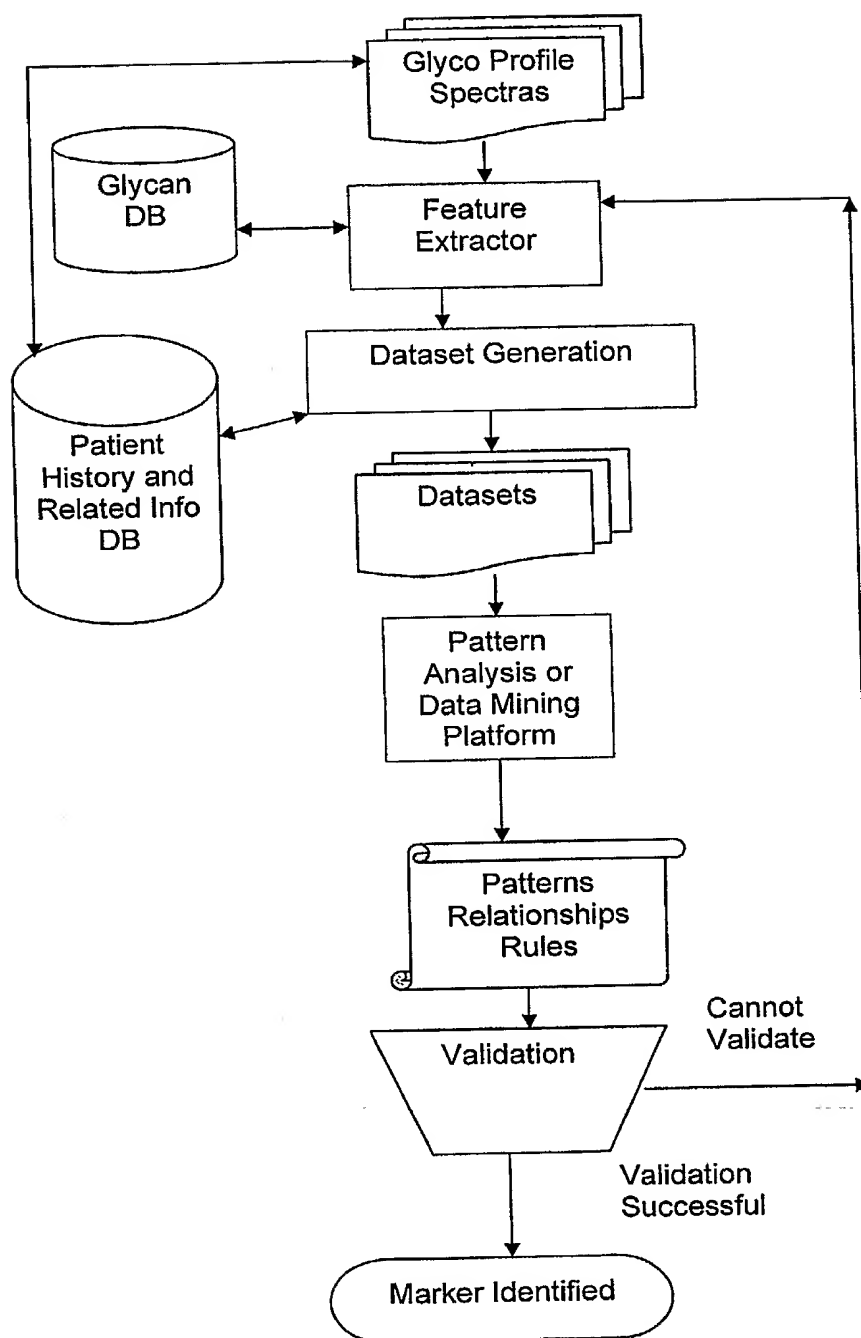 Glyco Profile
Spectras
Glycan
DB
Feature
Extractor
Dataset Generation
Patient
History and
Related Info
DB
Datasets
Pattern
Analysis or
Data Mining
Platform
Patterns
Relationships
Rules
Cannot
Validate
Validation
Validation
Successful
Marker Identified